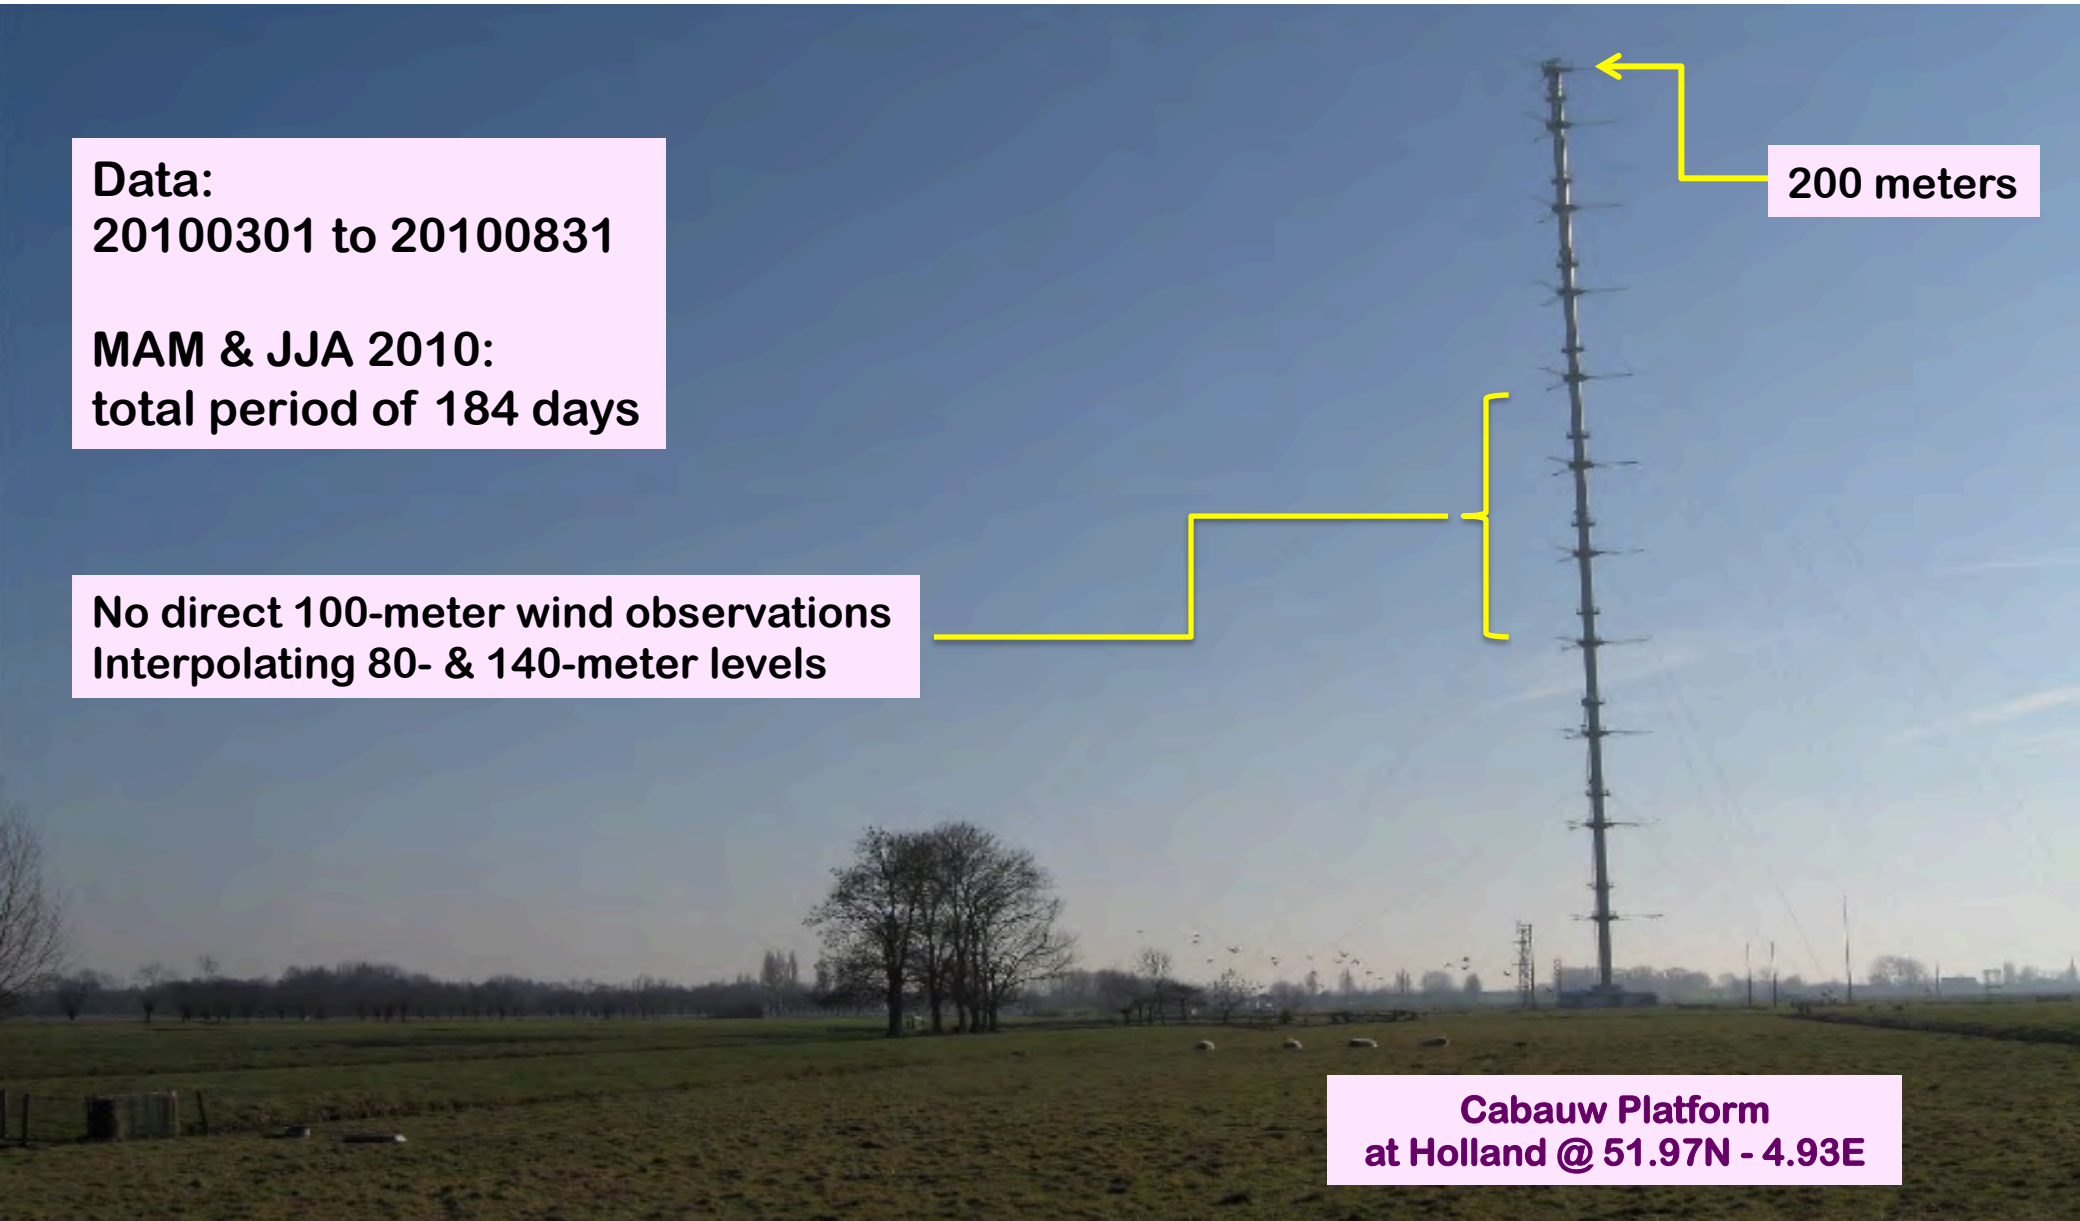 Data:
20100301 to 20100831
MAM & JJA 2010:
total period of 184 days
200 meters
No direct 100-meter wind observations
Interpolating 80- & 140-meter levels
Cabauw Platform
at Holland @ 51.97N - 4.93E